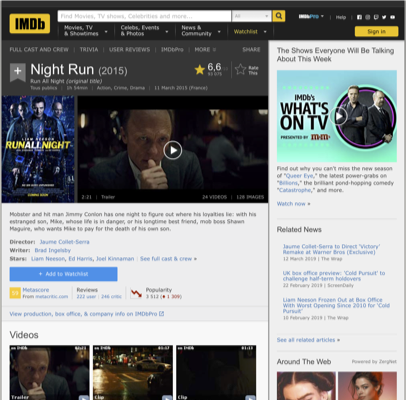 IMDb
Find Movies, TV shows, Celebrities and more...
All
IMDbPro
Help
Movies, TV & Showtimes
Celebs, Events & Photos
News & Community
Watchlist
Sign in
FULL CAST AND CREW | TRIVIA | USER REVIEWS | IMDbPro | MORE
SHARE
Night Run (2015)
Run All Night (original title)
Tous publics | 1h 54min | Action, Crime, Drama | 11 March 2015 (France)
6,6
Rate This
LIAM NEESON
RUN ALL NIGHT
2:21 | Trailer
24 VIDEOS | 128 IMAGES
Mobster and hit man Jimmy Conlon has one night to figure out where his loyalties lie: with his
estranged son, Mike, whose life is in danger, or his longtime best friend, mob boss Shawn
Maguire, who wants Mike to pay for the death of his own son.
Director: Jaume Collet-Serra
Writer: Brad Ingelsby
Stars: Liam Neeson, Ed Harris, Joel Kinnaman | See full cast & crew »
+ Add to Watchlist
Metascore
From metacritic.com
Reviews
222 user | 246 critic
Popularity
3 512 (1 309)
View production, box office, & company info on IMDbPro
Videos
Trailer
Clip
Clip
The Shows Everyone Will Be Talking
About This Week
IMDb's
WHAT'S
ON TV
PRESENTED BY
Find out why you can't miss the new season
of "Queer Eye," the latest power-grabs on
"Billions," the brilliant pond-hopping comedy
"Catastrophe," and more.
Watch now »
Related News
Jaume Collet-Serra to Direct 'Victory'
Remake at Warner Bros (Exclusive)
12 March 2019 | The Wrap
UK box office preview: 'Cold Pursuit' to
challenge half-term holdovers
22 February 2019 | ScreenDaily
Liam Neeson Frozen Out at Box Office
With Worst Opening Since 2010 for 'Cold
Pursuit'
See all related articles »
Around The Web
Powered by ZergNet